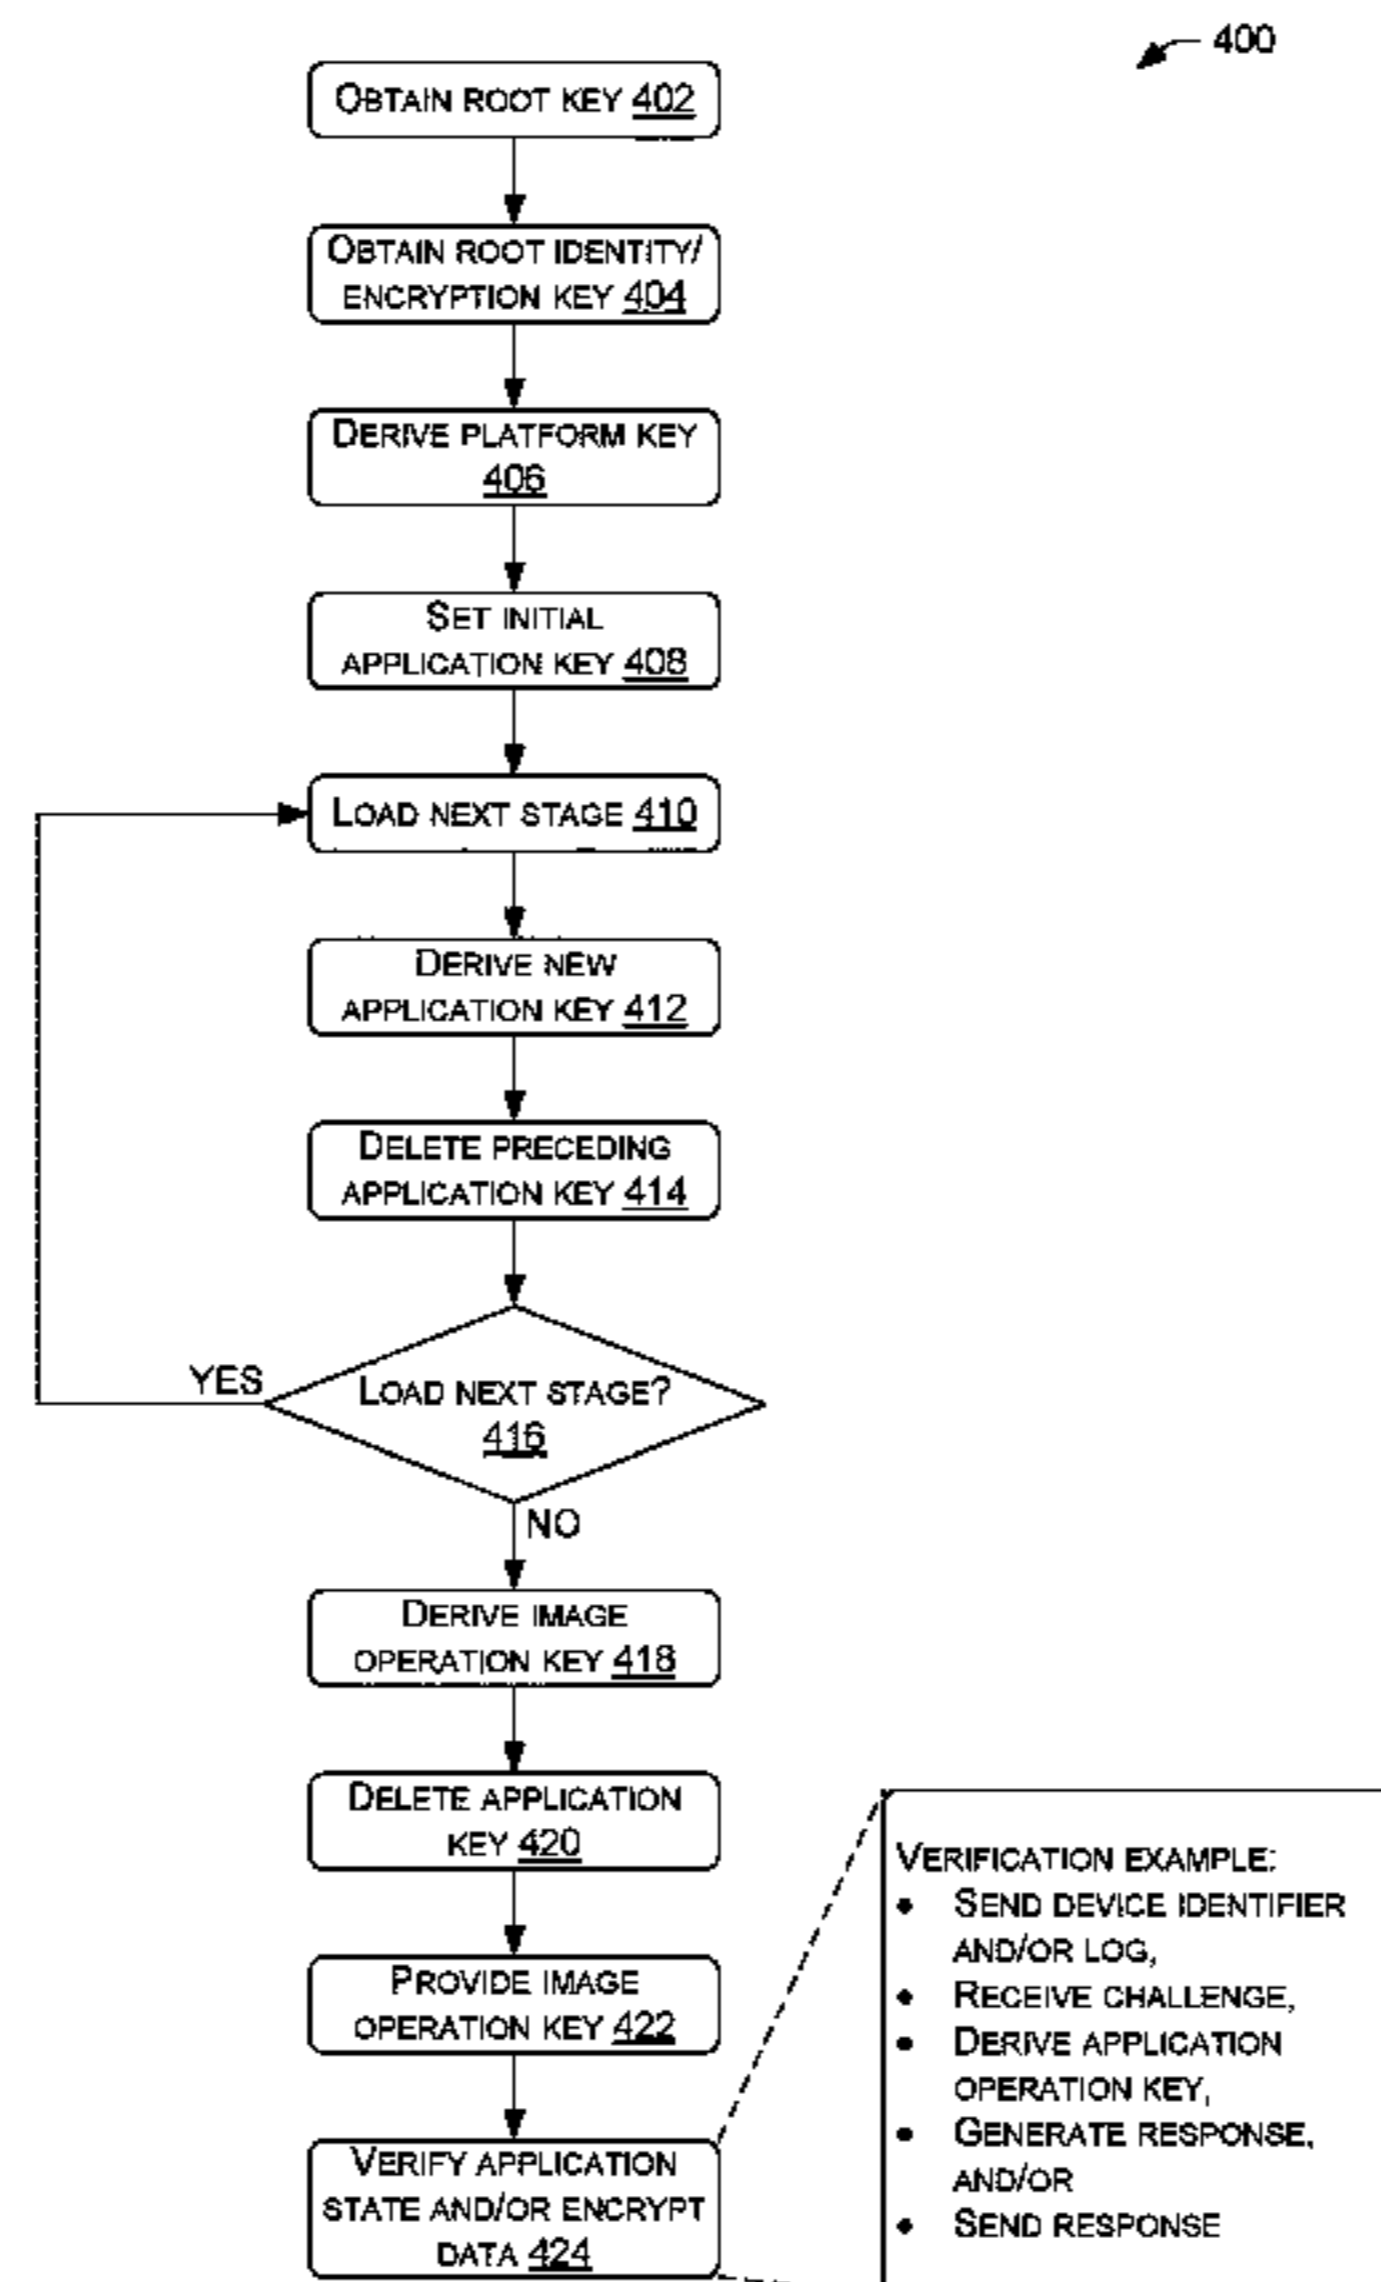 400
OBTAIN ROOT KEY 402
OBTAIN ROOT IDENTITY/
ENCRYPTION KEY 404
DERIVE PLATFORM KEY
406
SET INITIAL
APPLICATION KEY 408
LOAD NEXT STAGE 410
DERIVE NEW
APPLICATION KEY 412
DELETE PRECEDING
APPLICATION KEY 414
YES
LOAD NEXT STAGE?
416
NO
DERIVE IMAGE
OPERATION KEY 418
DELETE APPLICATION
KEY 420
PROVIDE IMAGE
OPERATION KEY 422
VERIFY APPLICATION
STATE AND/OR ENCRYPT
DATA 424
VERIFICATION EXAMPLE:
• SEND DEVICE IDENTIFIER
AND/OR LOG,
• RECEIVE CHALLENGE,
• DERIVE APPLICATION
OPERATION KEY,
• GENERATE RESPONSE,
AND/OR
• SEND RESPONSE